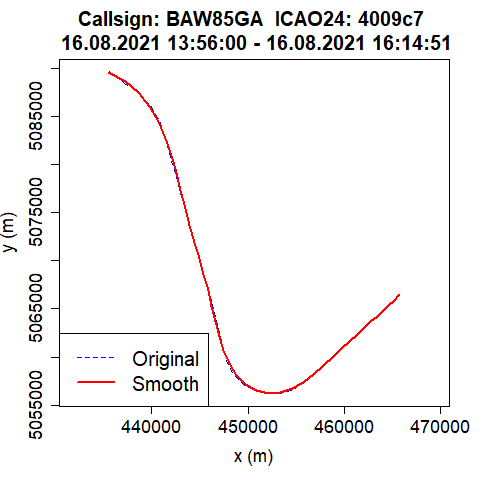 Callsign: BAW85GA  ICAO24: 4009c7
16.08.2021 13:56:00 - 16.08.2021 16:14:51
y (m)
5085000
5075000
5065000
5055000
Original
Smooth
440000 450000 460000 470000
x (m)